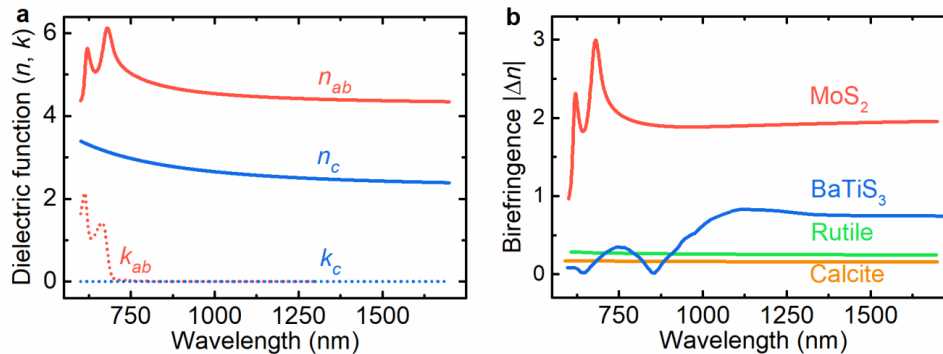 a
Dielectric function (n, k)
6
4
2
0
n_ab
n_c
k_ab
k_c
750
1000
1250
1500
Wavelength (nm)
b
Birefringence |Δn|
3
2
1
0
MoS₂
BaTiS₃
Rutile
Calcite
750
1000
1250
1500
Wavelength (nm)